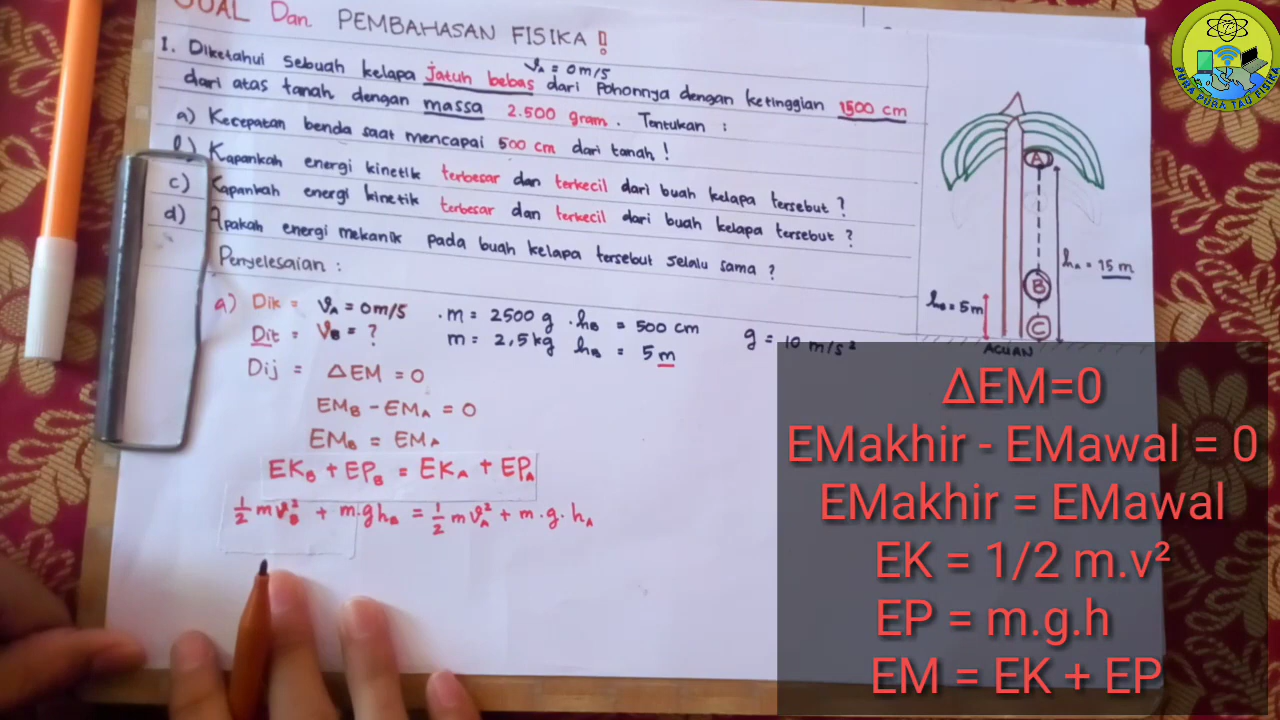 SOAL Dan PEMBAHASAN FISIKA !
1. Diketahui sebuah kelapa jatuh bebas dari Pohonnya dengan ketinggian 1500 cm
vA = 0 m/s
dari atas tanah dengan massa 2.500 gram. Tentukan :
a) Kecepatan benda saat mencapai 500 cm dari tanah !
b) Kapankah energi kinetik terbesar dan terkecil dari buah kelapa tersebut ?
c) Kapankah energi kinetik terbesar dan terkecil dari buah kelapa tersebut ?
d) Apakah energi mekanik pada buah kelapa tersebut selalu sama ?
Penyelesaian :
a) Dik = vA = 0 m/s . m = 2500 g . hB = 500 cm
m = 2,5 kg hB = 5 m g = 10 m/s²
Dit = vB = ?
Dij = ΔEM = 0
EMB - EMA = 0
EMB = EMA
EKB + EPB = EKA + EPA
1/2 m vB² + m.g hB = 1/2 m vA² + m.g.hA
A
B
C
hA = 15 m
hB = 5 m
ACUAN
PURA PURA TAU FISIKA
ΔEM=0
EMakhir - EMawal = 0
EMakhir = EMawal
EK = 1/2 m.v²
EP = m.g.h
EM = EK + EP